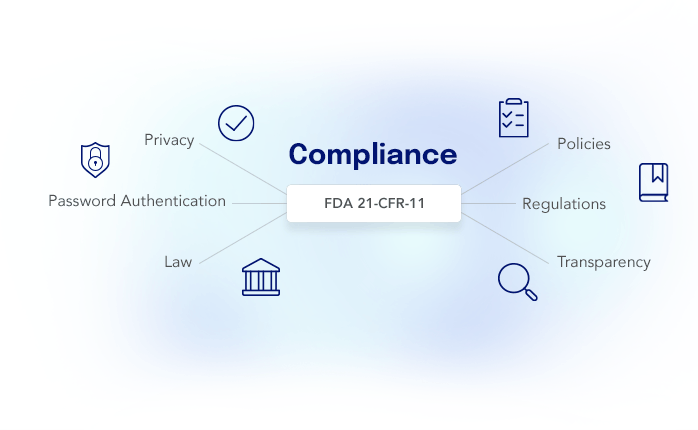 Compliance
FDA 21-CFR-11
Privacy
Password Authentication
Law
Policies
Regulations
Transparency